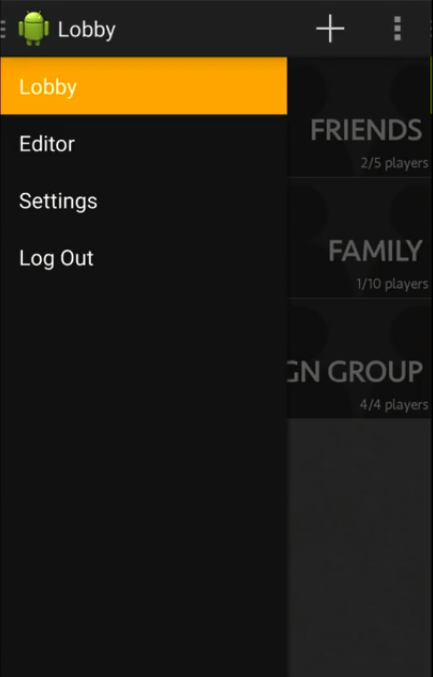 Lobby
Lobby
Editor
Settings
Log Out
FRIENDS
2/5 players
FAMILY
1/10 players
GN GROUP
4/4 players